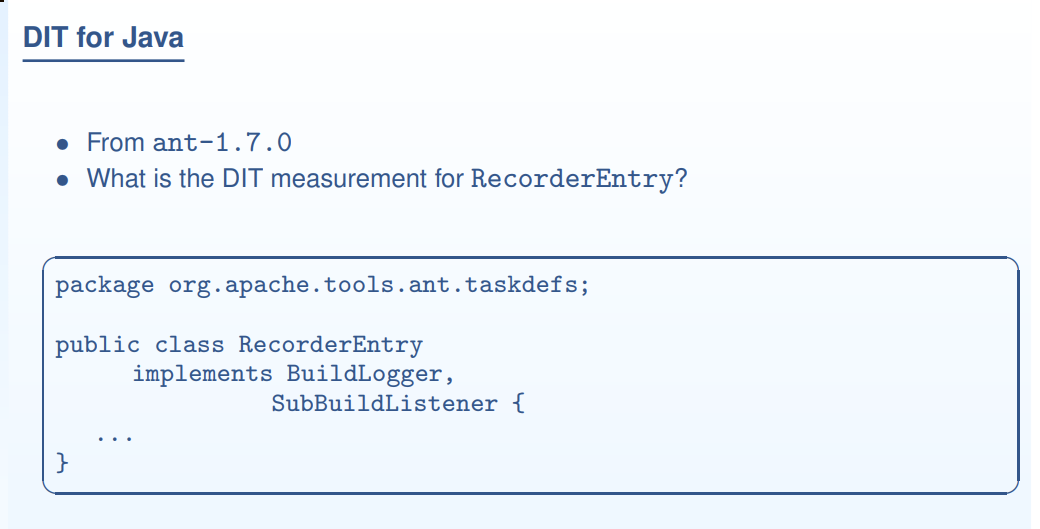 DIT for Java
• From ant-1.7.0
• What is the DIT measurement for RecorderEntry?
package org.apache.tools.ant.taskdefs;
public class RecorderEntry
implements BuildLogger,
SubBuildListener {
...
}